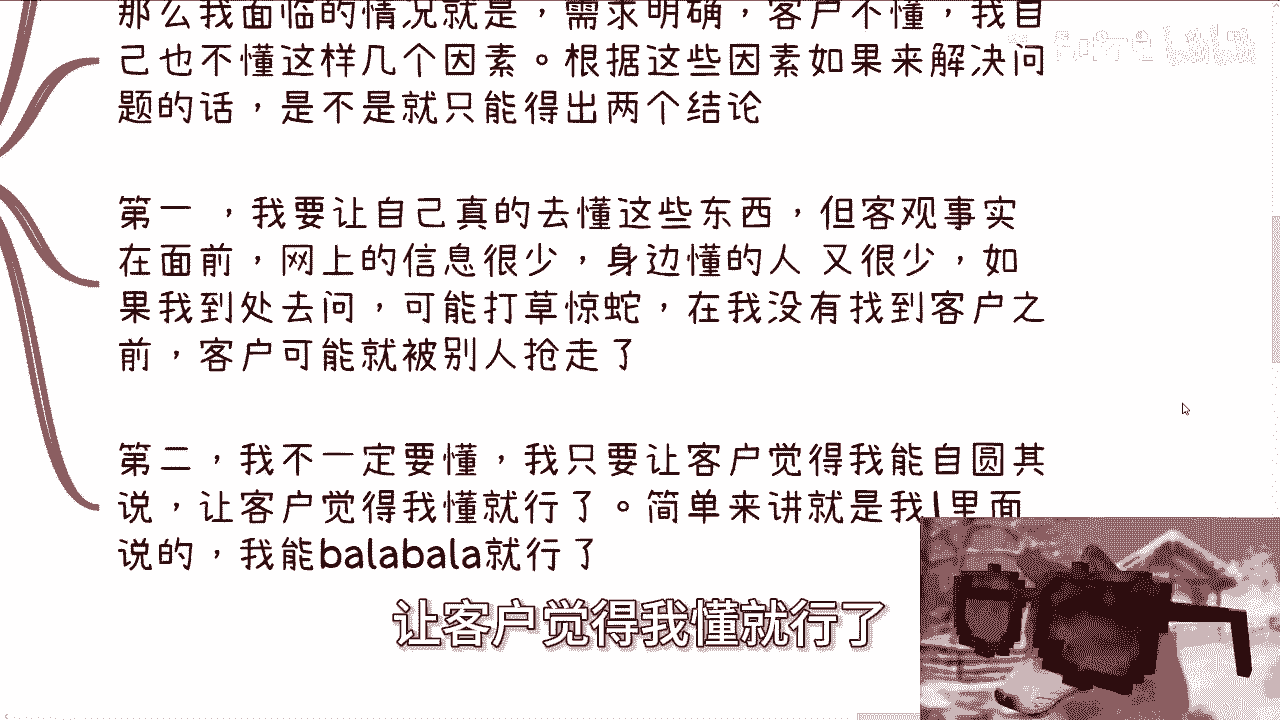 那么我面临的情况就是，需求明确，客户不懂，我自
己也不懂这样几个因素。根据这些因素如果来解决问
题的话，是不是就只能得出两个结论
第一 ，我要让自己真的去懂这些东西，但客观事实
在面前，网上的信息很少，身边懂的人 又很少，如
果我到处去问，可能打草惊蛇，在我没有找到客户之
前，客户可能就被别人抢走了
第二，我不一定要懂，我只要让客户觉得我能自圆其
说，让客户觉得我懂就行了。简单来讲就是我l里面
说的，我能balabala就行了
让客户觉得我懂就行了